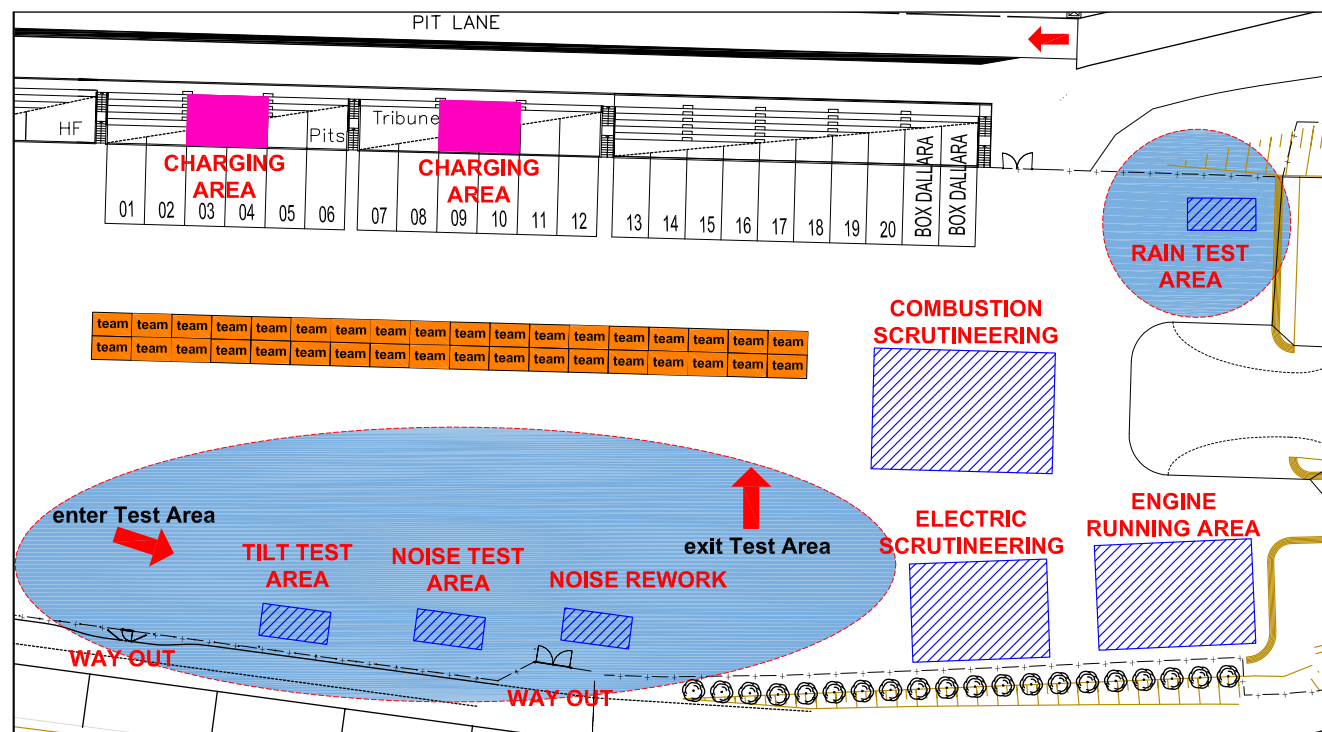 PIT LANE
HF
Pits
Tribune
CHARGING
AREA
CHARGING
AREA
01 02 03 04 05 06 07 08 09 10 11 12 13 14 15 16 17 18 19 20 BOX DALLARA BOX DALLARA
RAIN TEST
AREA
team team team team team team team team team team team team team team team team team team
team team team team team team team team team team team team team team team team team team
COMBUSTION
SCRUTINEERING
enter Test Area
exit Test Area
TILT TEST
AREA
NOISE TEST
AREA
NOISE REWORK
ELECTRIC
SCRUTINEERING
ENGINE
RUNNING AREA
WAY OUT
WAY OUT